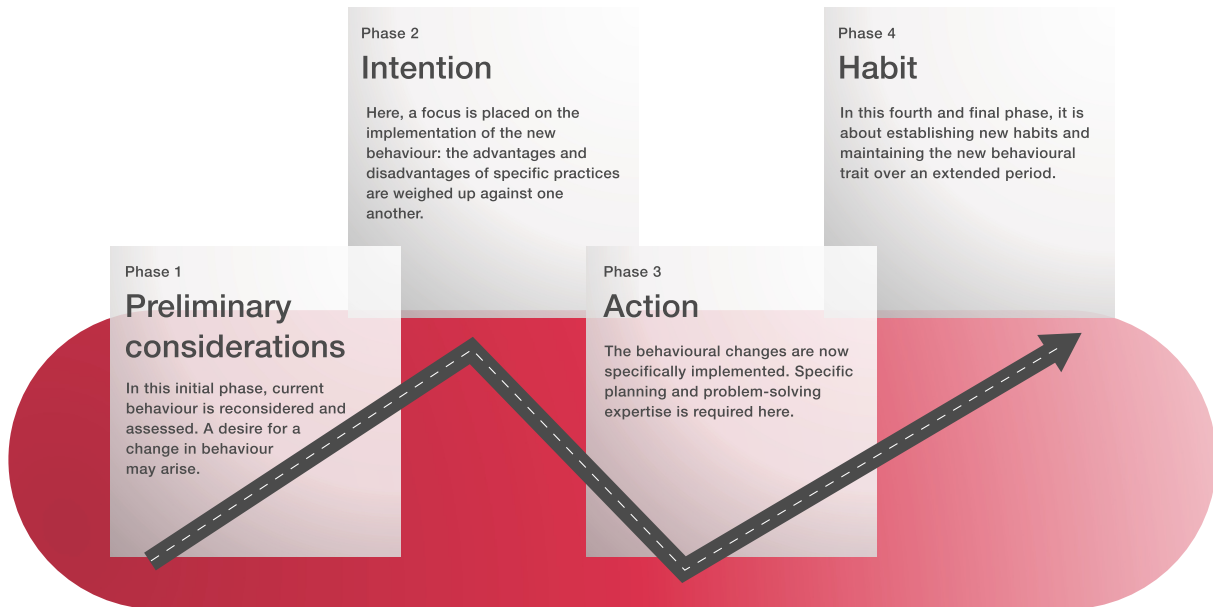 Phase 1
Preliminary
considerations
In this initial phase, current
behaviour is reconsidered and
assessed. A desire for a
change in behaviour
may arise.
Phase 2
Intention
Here, a focus is placed on the
implementation of the new
behaviour: the advantages and
disadvantages of specific practices
are weighed up against one
another.
Phase 3
Action
The behavioural changes are now
specifically implemented. Specific
planning and problem-solving
expertise is required here.
Phase 4
Habit
In this fourth and final phase, it is
about establishing new habits and
maintaining the new behavioural
trait over an extended period.